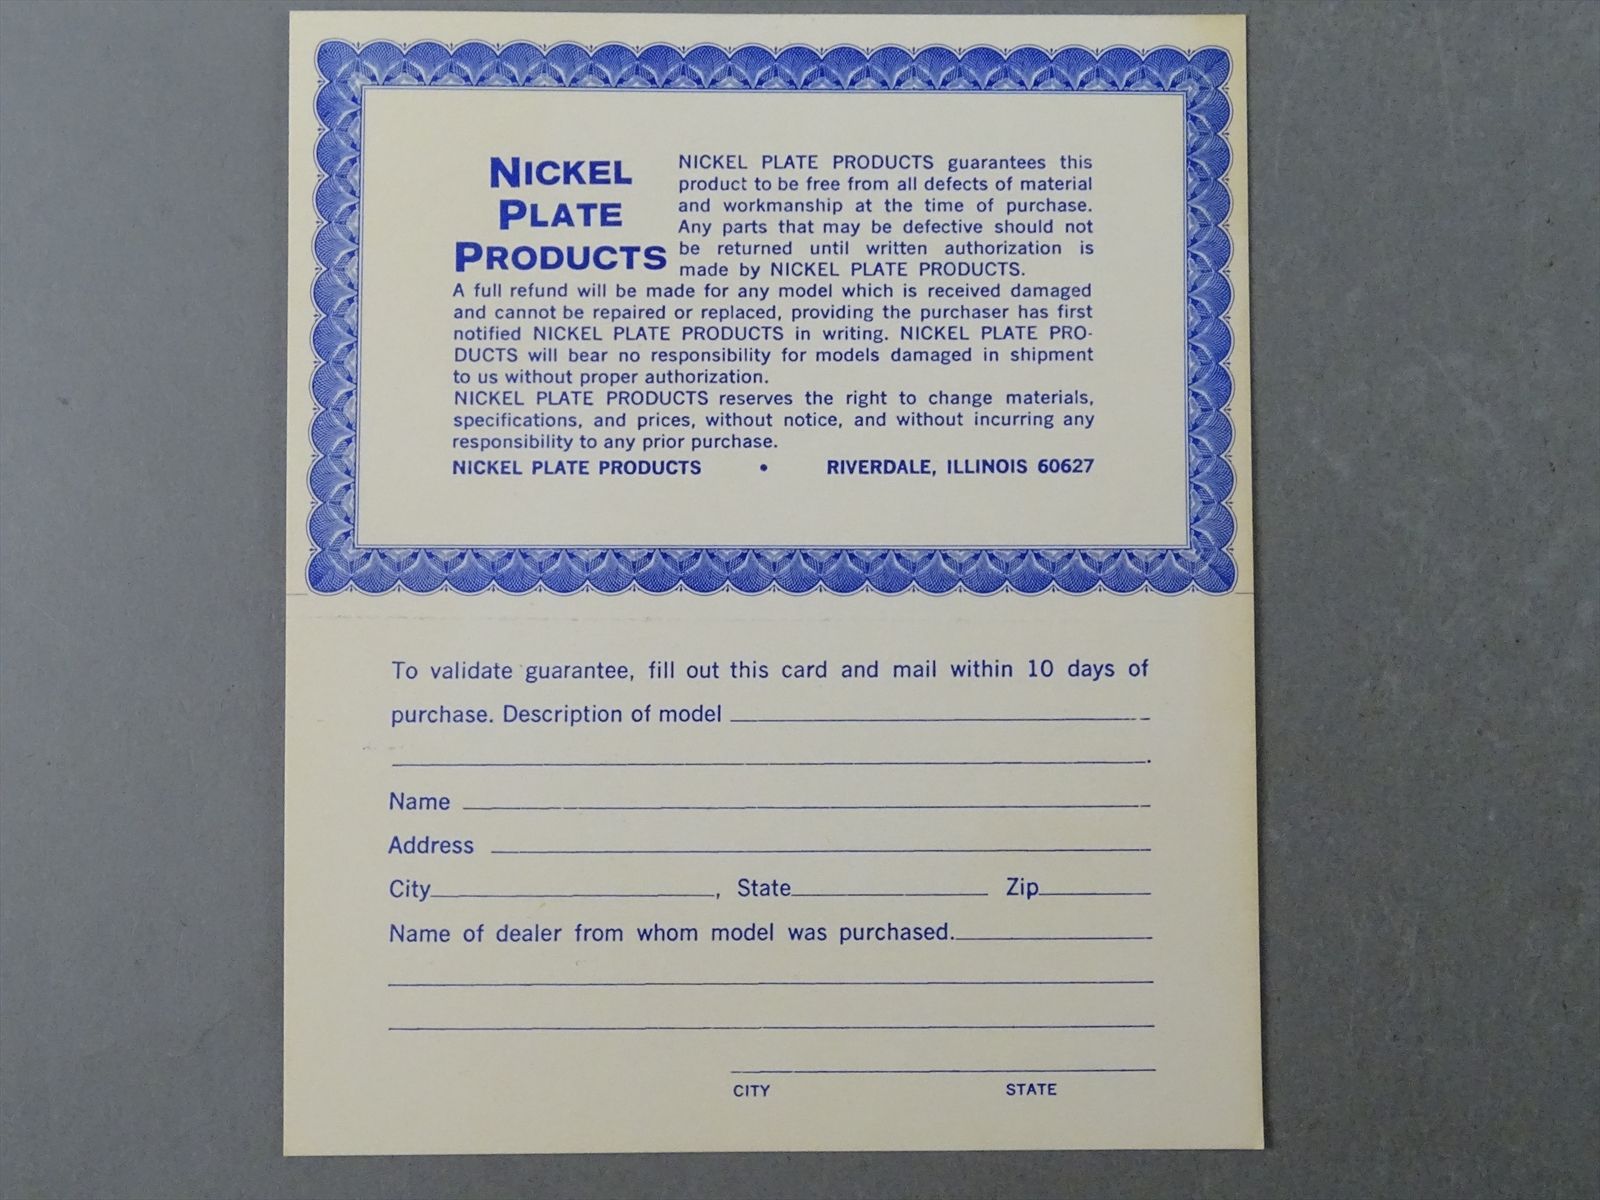 NICKEL
PLATE
PRODUCTS
NICKEL PLATE PRODUCTS guarantees this
product to be free from all defects of material
and workmanship at the time of purchase.
Any parts that may be defective should not
be returned until written authorization is
made by NICKEL PLATE PRODUCTS.
A full refund will be made for any model which is received damaged
and cannot be repaired or replaced, providing the purchaser has first
notified NICKEL PLATE PRODUCTS in writing. NICKEL PLATE PRO-
DUCTS will bear no responsibility for models damaged in shipment
to us without proper authorization.
NICKEL PLATE PRODUCTS reserves the right to change materials,
specifications, and prices, without notice, and without incurring any
responsibility to any prior purchase.
NICKEL PLATE PRODUCTS • RIVERDALE, ILLINOIS 60627
To validate guarantee, fill out this card and mail within 10 days of
purchase. Description of model
.
Name
Address
City , State Zip
Name of dealer from whom model was purchased.
CITY STATE